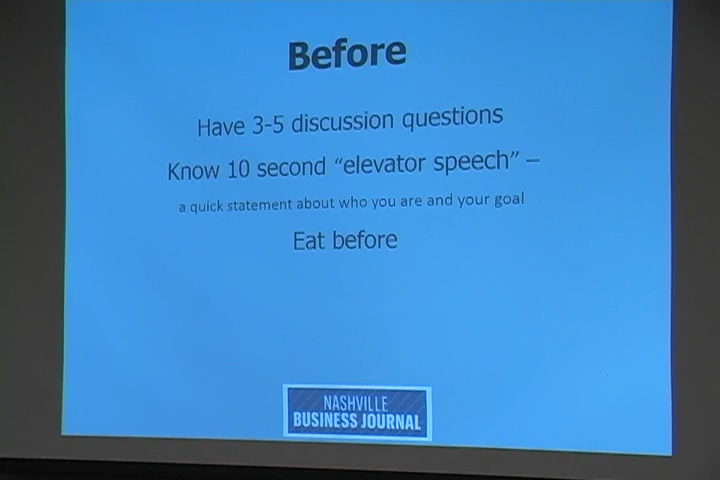 Before
Have 3-5 discussion questions
Know 10 second “elevator speech” –
a quick statement about who you are and your goal
Eat before
NASHVILLE
BUSINESS JOURNAL